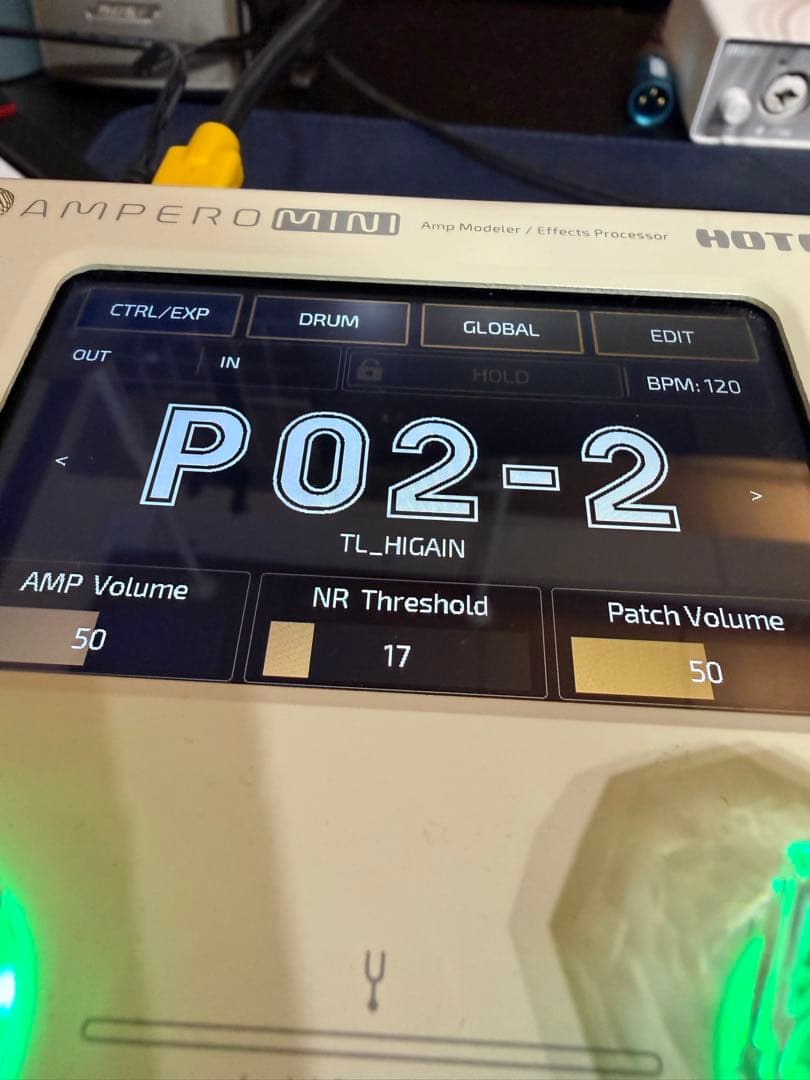 AMPERO MINI Amp Modeler / Effects Processor
CTRL/EXP DRUM GLOBAL EDIT
OUT IN HOLD BPM: 120
< P02-2 >
TL_HIGAIN
AMP Volume NR Threshold Patch Volume
50 17 50